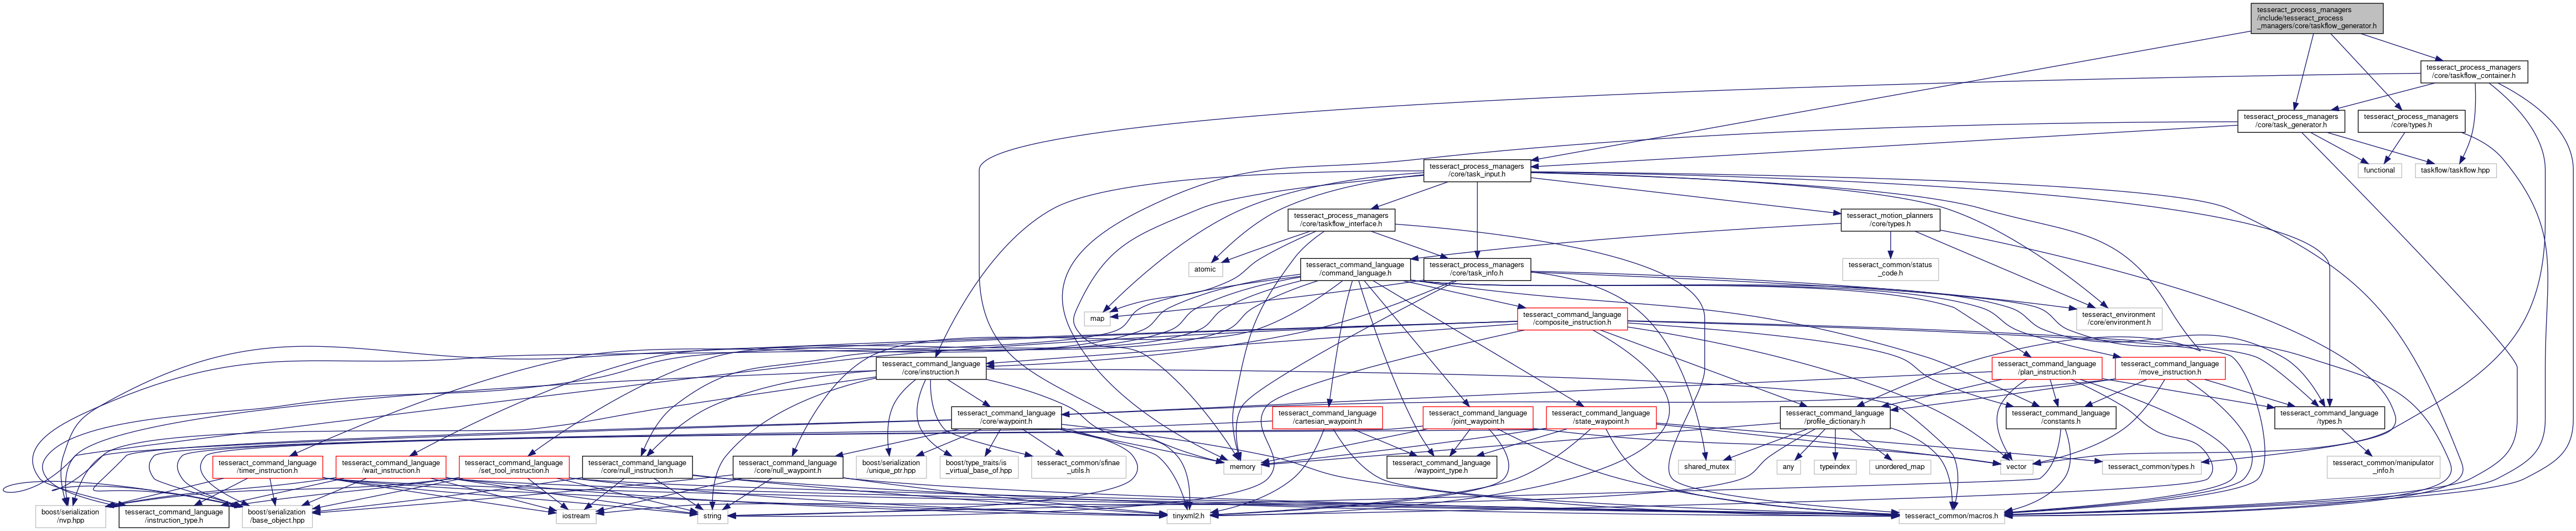 tesseract_process_managers
/include/tesseract_process
_managers/core/taskflow_generator.h
tesseract_process_managers
/core/taskflow_container.h
tesseract_process_managers
/core/task_generator.h
tesseract_process_managers
/core/types.h
tesseract_process_managers
/core/task_input.h
functional
taskflow/taskflow.hpp
tesseract_process_managers
/core/taskflow_interface.h
tesseract_motion_planners
/core/types.h
atomic
tesseract_command_language
/command_language.h
tesseract_process_managers
/core/task_info.h
tesseract_common/status
_code.h
map
tesseract_command_language
/composite_instruction.h
tesseract_environment
/core/environment.h
tesseract_command_language
/core/instruction.h
tesseract_command_language
/plan_instruction.h
tesseract_command_language
/move_instruction.h
tesseract_command_language
/core/waypoint.h
tesseract_command_language
/cartesian_waypoint.h
tesseract_command_language
/joint_waypoint.h
tesseract_command_language
/state_waypoint.h
tesseract_command_language
/profile_dictionary.h
tesseract_command_language
/constants.h
tesseract_command_language
/types.h
tesseract_command_language
/timer_instruction.h
tesseract_command_language
/wait_instruction.h
tesseract_command_language
/set_tool_instruction.h
tesseract_command_language
/core/null_instruction.h
tesseract_command_language
/core/null_waypoint.h
boost/serialization
/unique_ptr.hpp
boost/type_traits/is
_virtual_base_of.hpp
tesseract_common/sfinae
_utils.h
memory
tesseract_command_language
/waypoint_type.h
shared_mutex
any
typeindex
unordered_map
vector
tesseract_common/types.h
tesseract_common/manipulator
_info.h
boost/serialization
/nvp.hpp
tesseract_command_language
/instruction_type.h
boost/serialization
/base_object.hpp
iostream
string
tinyxml2.h
tesseract_common/macros.h